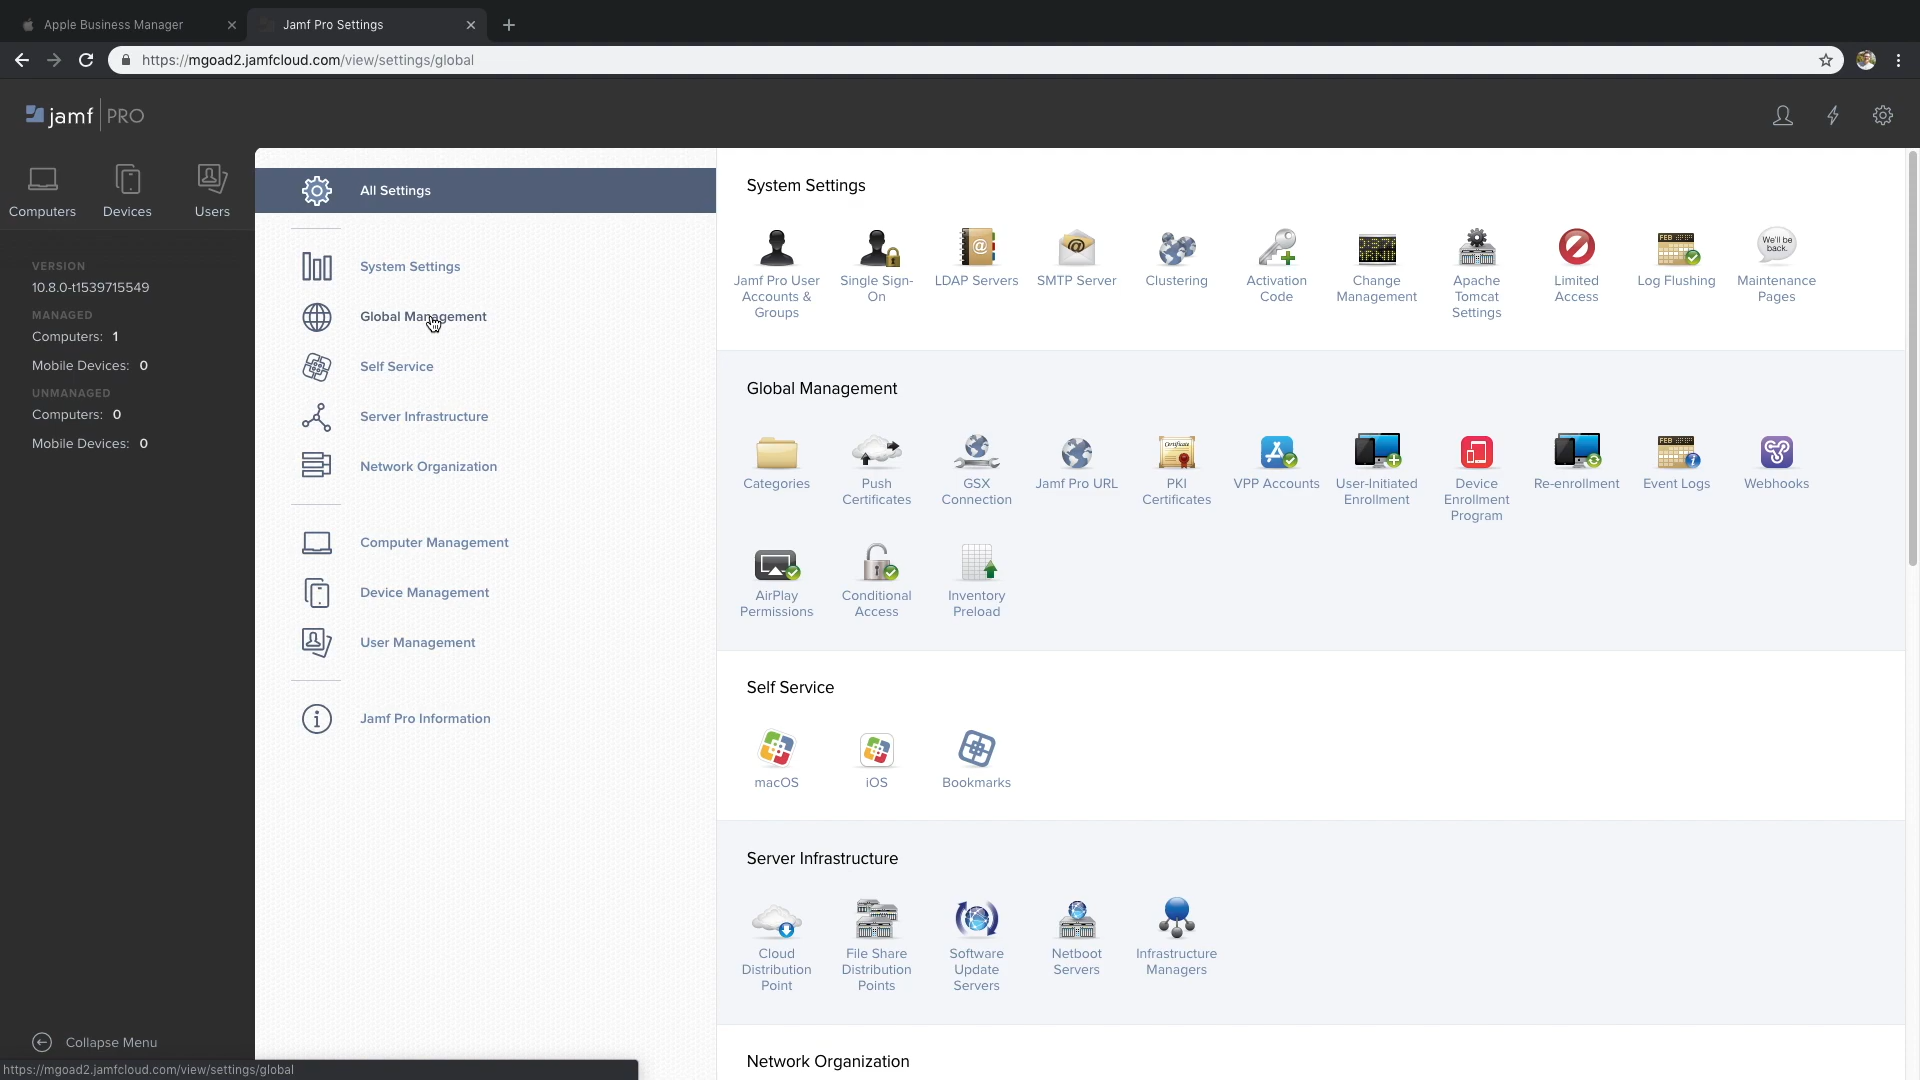 Apple Business Manager
Jamf Pro Settings
https://mgoad2.jamfcloud.com/view/settings/global
jamf PRO
Computers
Devices
Users
VERSION
10.8.0-t1539715549
MANAGED
Computers: 1
Mobile Devices: 0
UNMANAGED
Computers: 0
Mobile Devices: 0
Collapse Menu
https://mgoad2.jamfcloud.com/view/settings/global
All Settings
System Settings
Global Management
Self Service
Server Infrastructure
Network Organization
Computer Management
Device Management
User Management
Jamf Pro Information
System Settings
Jamf Pro User
Accounts &
Groups
Single Sign-
On
LDAP Servers
SMTP Server
Clustering
Activation
Code
Change
Management
Apache
Tomcat
Settings
Limited
Access
FEB
Log Flushing
We'll be
back.
Maintenance
Pages
Global Management
Categories
Push
Certificates
GSX
Connection
Jamf Pro URL
Certificate
PKI
Certificates
VPP Accounts
User-Initiated
Enrollment
Device
Enrollment
Program
Re-enrollment
FEB
Event Logs
Webhooks
AirPlay
Permissions
Conditional
Access
Inventory
Preload
Self Service
macOS
iOS
Bookmarks
Server Infrastructure
Cloud
Distribution
Point
File Share
Distribution
Points
Software
Update
Servers
Netboot
Servers
Infrastructure
Managers
Network Organization